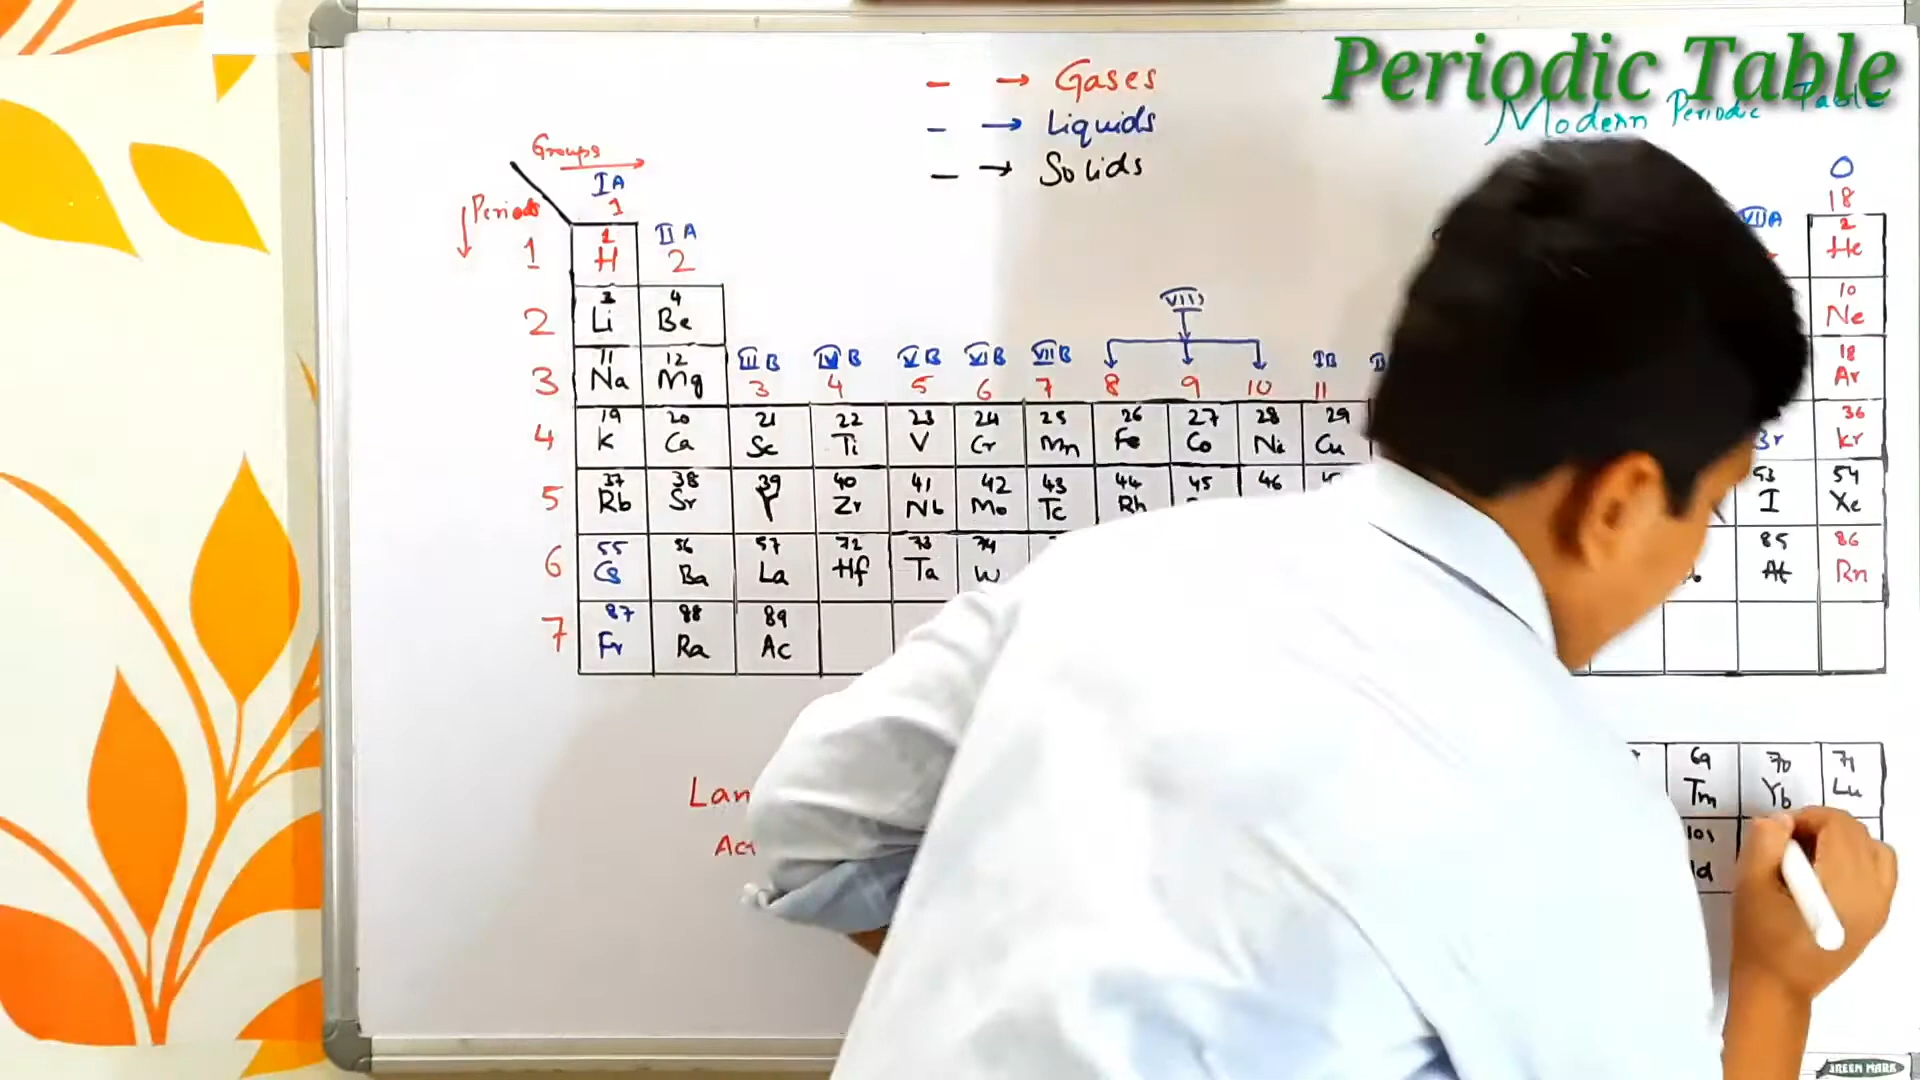 Periodic Table
Modern Periodic Table
— → Gases
— → Liquids
— → Solids
Groups →
Periods
IA
1
IIA
2
IIIB IVB VB VIB VIIB VIII IB
3 4 5 6 7 8 9 10 11
VIIA
0
18
1 1 2
H He
2 3 4 10
Li Be Ne
3 11 12 18
Na Mg Ar
4 19 20 21 22 23 24 25 26 27 28 29 36
K Ca Sc Ti V Cr Mn Fe Co Ni Cu Br Kr
5 37 38 39 40 41 42 43 44 45 46 53 54
Rb Sr Y Zr Nb Mo Tc Rh I Xe
6 55 56 57 72 73 74 85 86
Cs Ba La Hf Ta W At Rn
7 87 88 89
Fr Ra Ac
69 70 71
Lan Tm Yb Lu
101
Ac
GREEN MARK